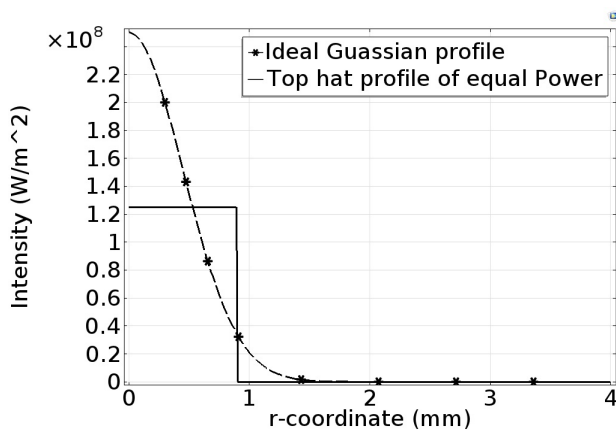 ×10^8
Ideal Guassian profile
Top hat profile of equal Power
2.2
2
1.8
1.6
1.4
1.2
1
0.8
0.6
0.4
0.2
0
Intensity (W/m^2)
0 1 2 3 4
r-coordinate (mm)